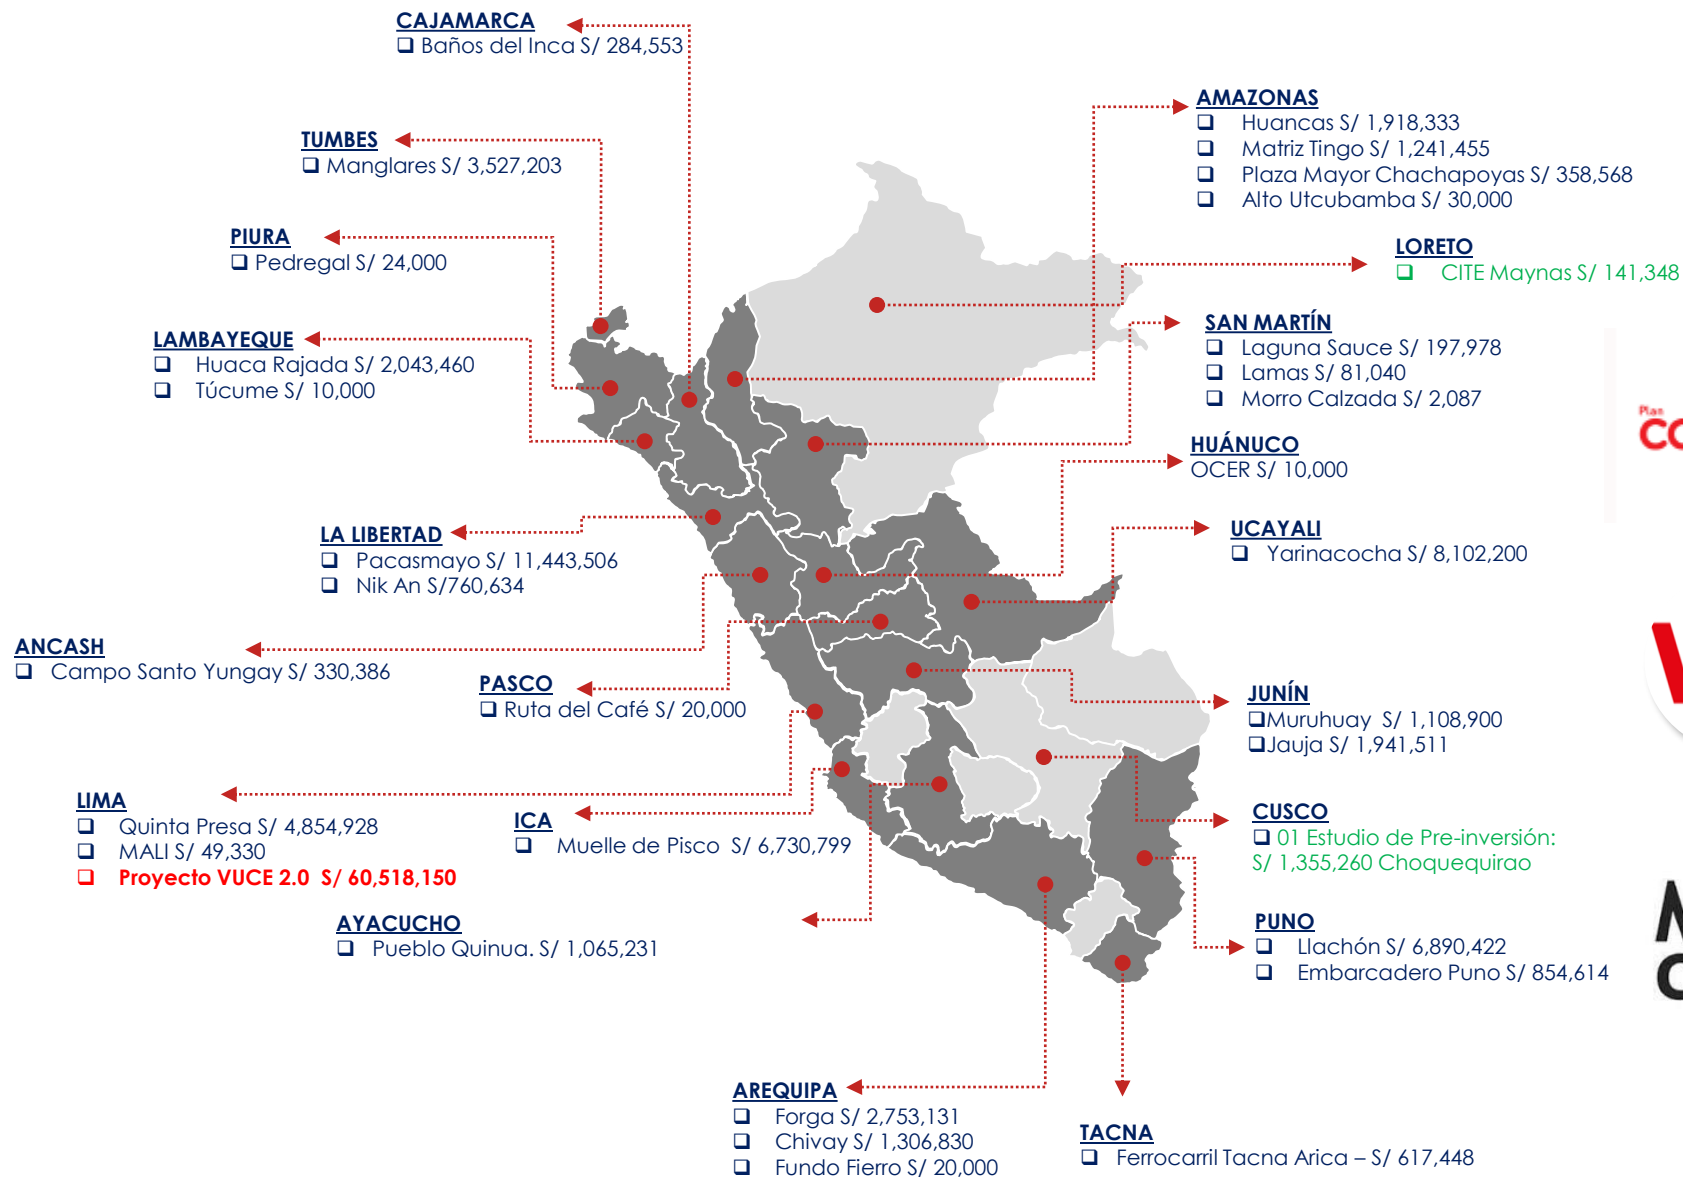 CAJAMARCA
❑ Baños del Inca S/ 284,553
TUMBES
❑ Manglares S/ 3,527,203
PIURA
❑ Pedregal S/ 24,000
LAMBAYEQUE
❑ Huaca Rajada S/ 2,043,460
❑ Túcume S/ 10,000
LA LIBERTAD
❑ Pacasmayo S/ 11,443,506
❑ Nik An S/760,634
ANCASH
❑ Campo Santo Yungay S/ 330,386
PASCO
❑ Ruta del Café S/ 20,000
LIMA
❑ Quinta Presa S/ 4,854,928
❑ MALI S/ 49,330
❑ Proyecto VUCE 2.0 S/ 60,518,150
ICA
❑ Muelle de Pisco S/ 6,730,799
AYACUCHO
❑ Pueblo Quinua. S/ 1,065,231
AREQUIPA
❑ Forga S/ 2,753,131
❑ Chivay S/ 1,306,830
❑ Fundo Fierro S/ 20,000
TACNA
❑ Ferrocarril Tacna Arica – S/ 617,448
AMAZONAS
❑ Huancas S/ 1,918,333
❑ Matriz Tingo S/ 1,241,455
❑ Plaza Mayor Chachapoyas S/ 358,568
❑ Alto Utcubamba S/ 30,000
LORETO
❑ CITE Maynas S/ 141,348
SAN MARTÍN
❑ Laguna Sauce S/ 197,978
❑ Lamas S/ 81,040
❑ Morro Calzada S/ 2,087
HUÁNUCO
OCER S/ 10,000
UCAYALI
❑ Yarinacocha S/ 8,102,200
JUNÍN
❑Muruhuay S/ 1,108,900
❑Jauja S/ 1,941,511
CUSCO
❑ 01 Estudio de Pre-inversión:
S/ 1,355,260 Choquequirao
PUNO
❑ Llachón S/ 6,890,422
❑ Embarcadero Puno S/ 854,614
Plan